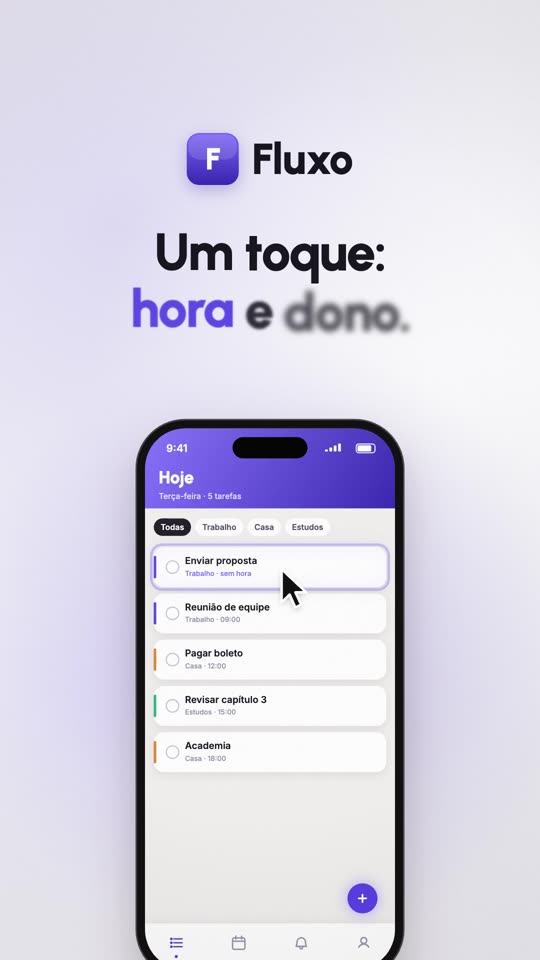 F Fluxo
Um toque:
hora e dono.
9:41
Hoje
Terça-feira · 5 tarefas
Todas Trabalho Casa Estudos
Enviar proposta
Trabalho · sem hora
Reunião de equipe
Trabalho · 09:00
Pagar boleto
Casa · 12:00
Revisar capítulo 3
Estudos · 15:00
Academia
Casa · 18:00